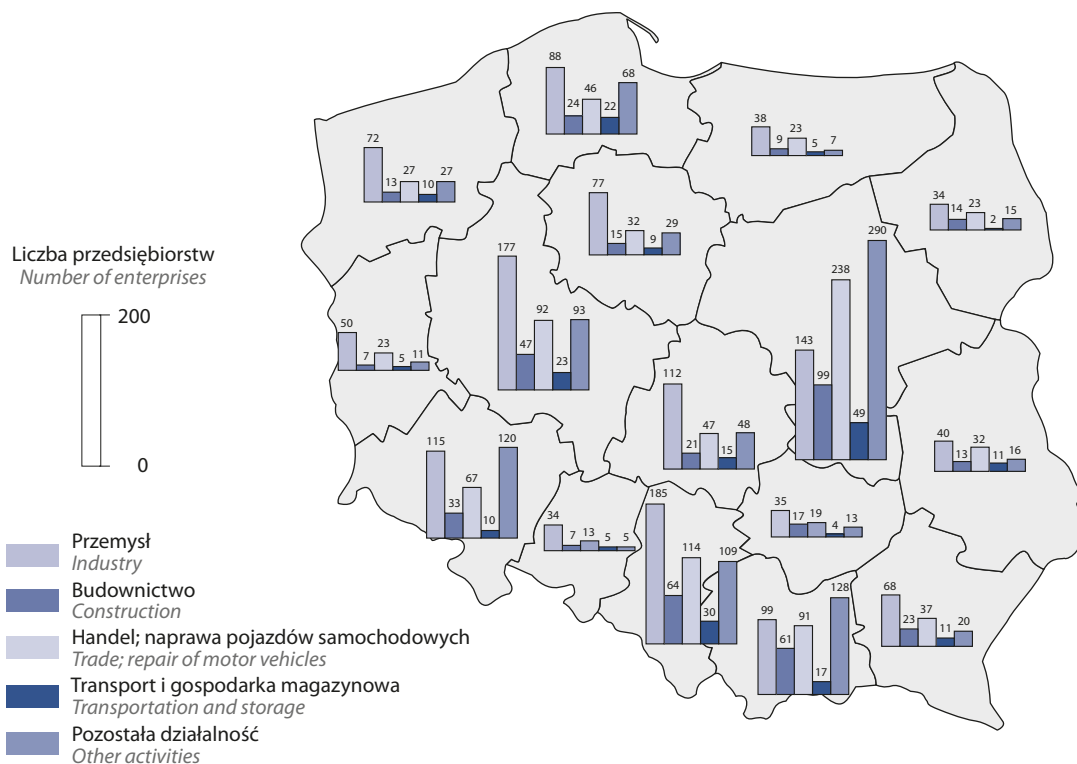 Liczba przedsiębiorstw
Number of enterprises
200
0
Przemysł
Industry
Budownictwo
Construction
Handel; naprawa pojazdów samochodowych
Trade; repair of motor vehicles
Transport i gospodarka magazynowa
Transportation and storage
Pozostała działalność
Other activities
72 13 27 10 27
88 24 46 22 68
38 9 23 5 7
34 14 23 2 15
77 15 32 9 29
177 47 92 23 93
50 7 23 5 11
143 99 238 49 290
112 21 47 15 48
40 13 32 11 16
115 33 67 10 120
34 7 13 5 5
185 64 114 30 109
35 17 19 4 13
99 61 91 17 128
68 23 37 11 20